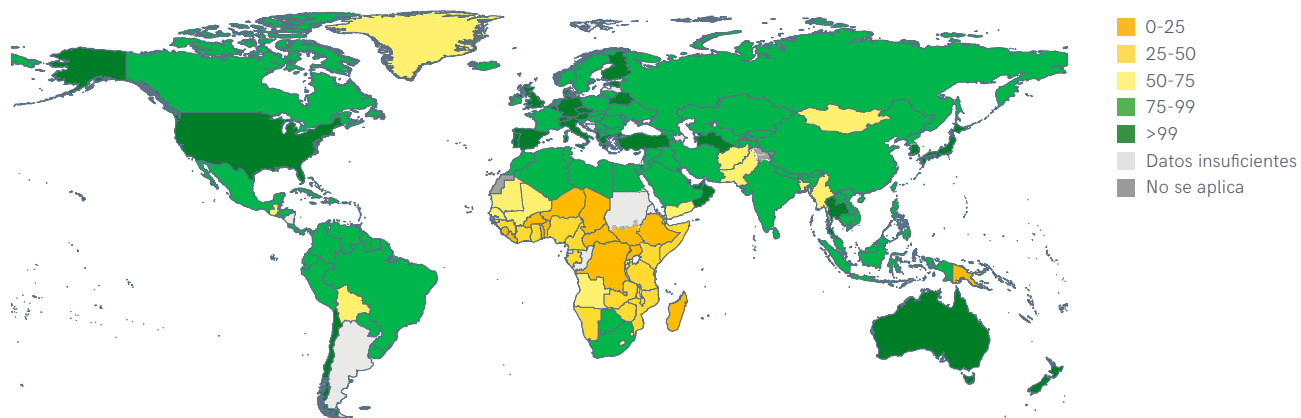 0-25
25-50
50-75
75-99
>99
Datos insuficientes
No se aplica